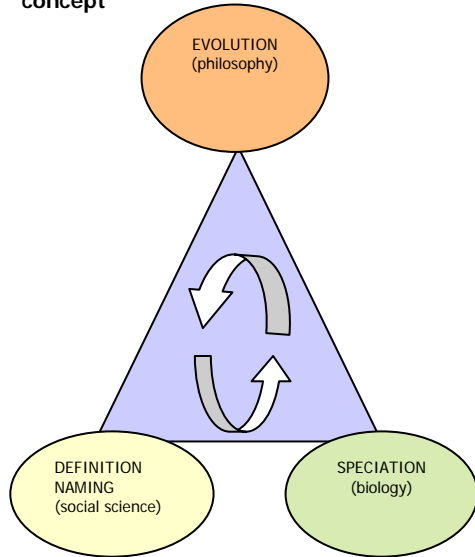 concept
EVOLUTION
(philosophy)
DEFINITION
NAMING
(social science)
SPECIATION
(biology)